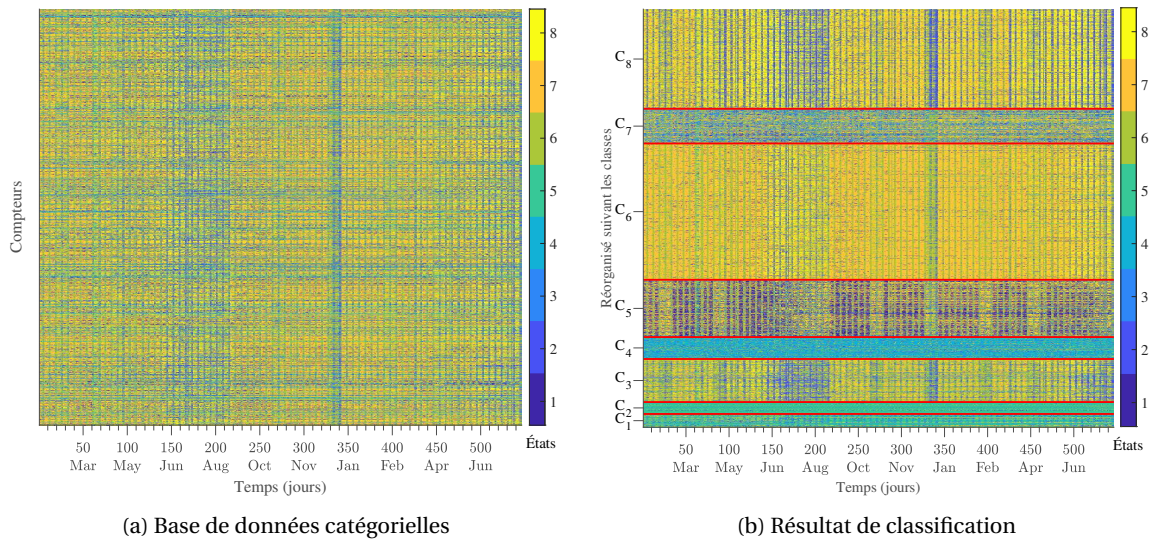 Compteurs
8
7
6
5
4
3
2
1
États
50 100 150 200 250 300 350 400 450 500
Mar May Jun Aug Oct Nov Jan Feb Apr Jun
Temps (jours)
(a) Base de données catégorielles
Réorganisé suivant les classes
C8
C7
C6
C5
C4
C3
C2
C1
8
7
6
5
4
3
2
1
États
50 100 150 200 250 300 350 400 450 500
Mar May Jun Aug Oct Nov Jan Feb Apr Jun
Temps (jours)
(b) Résultat de classification